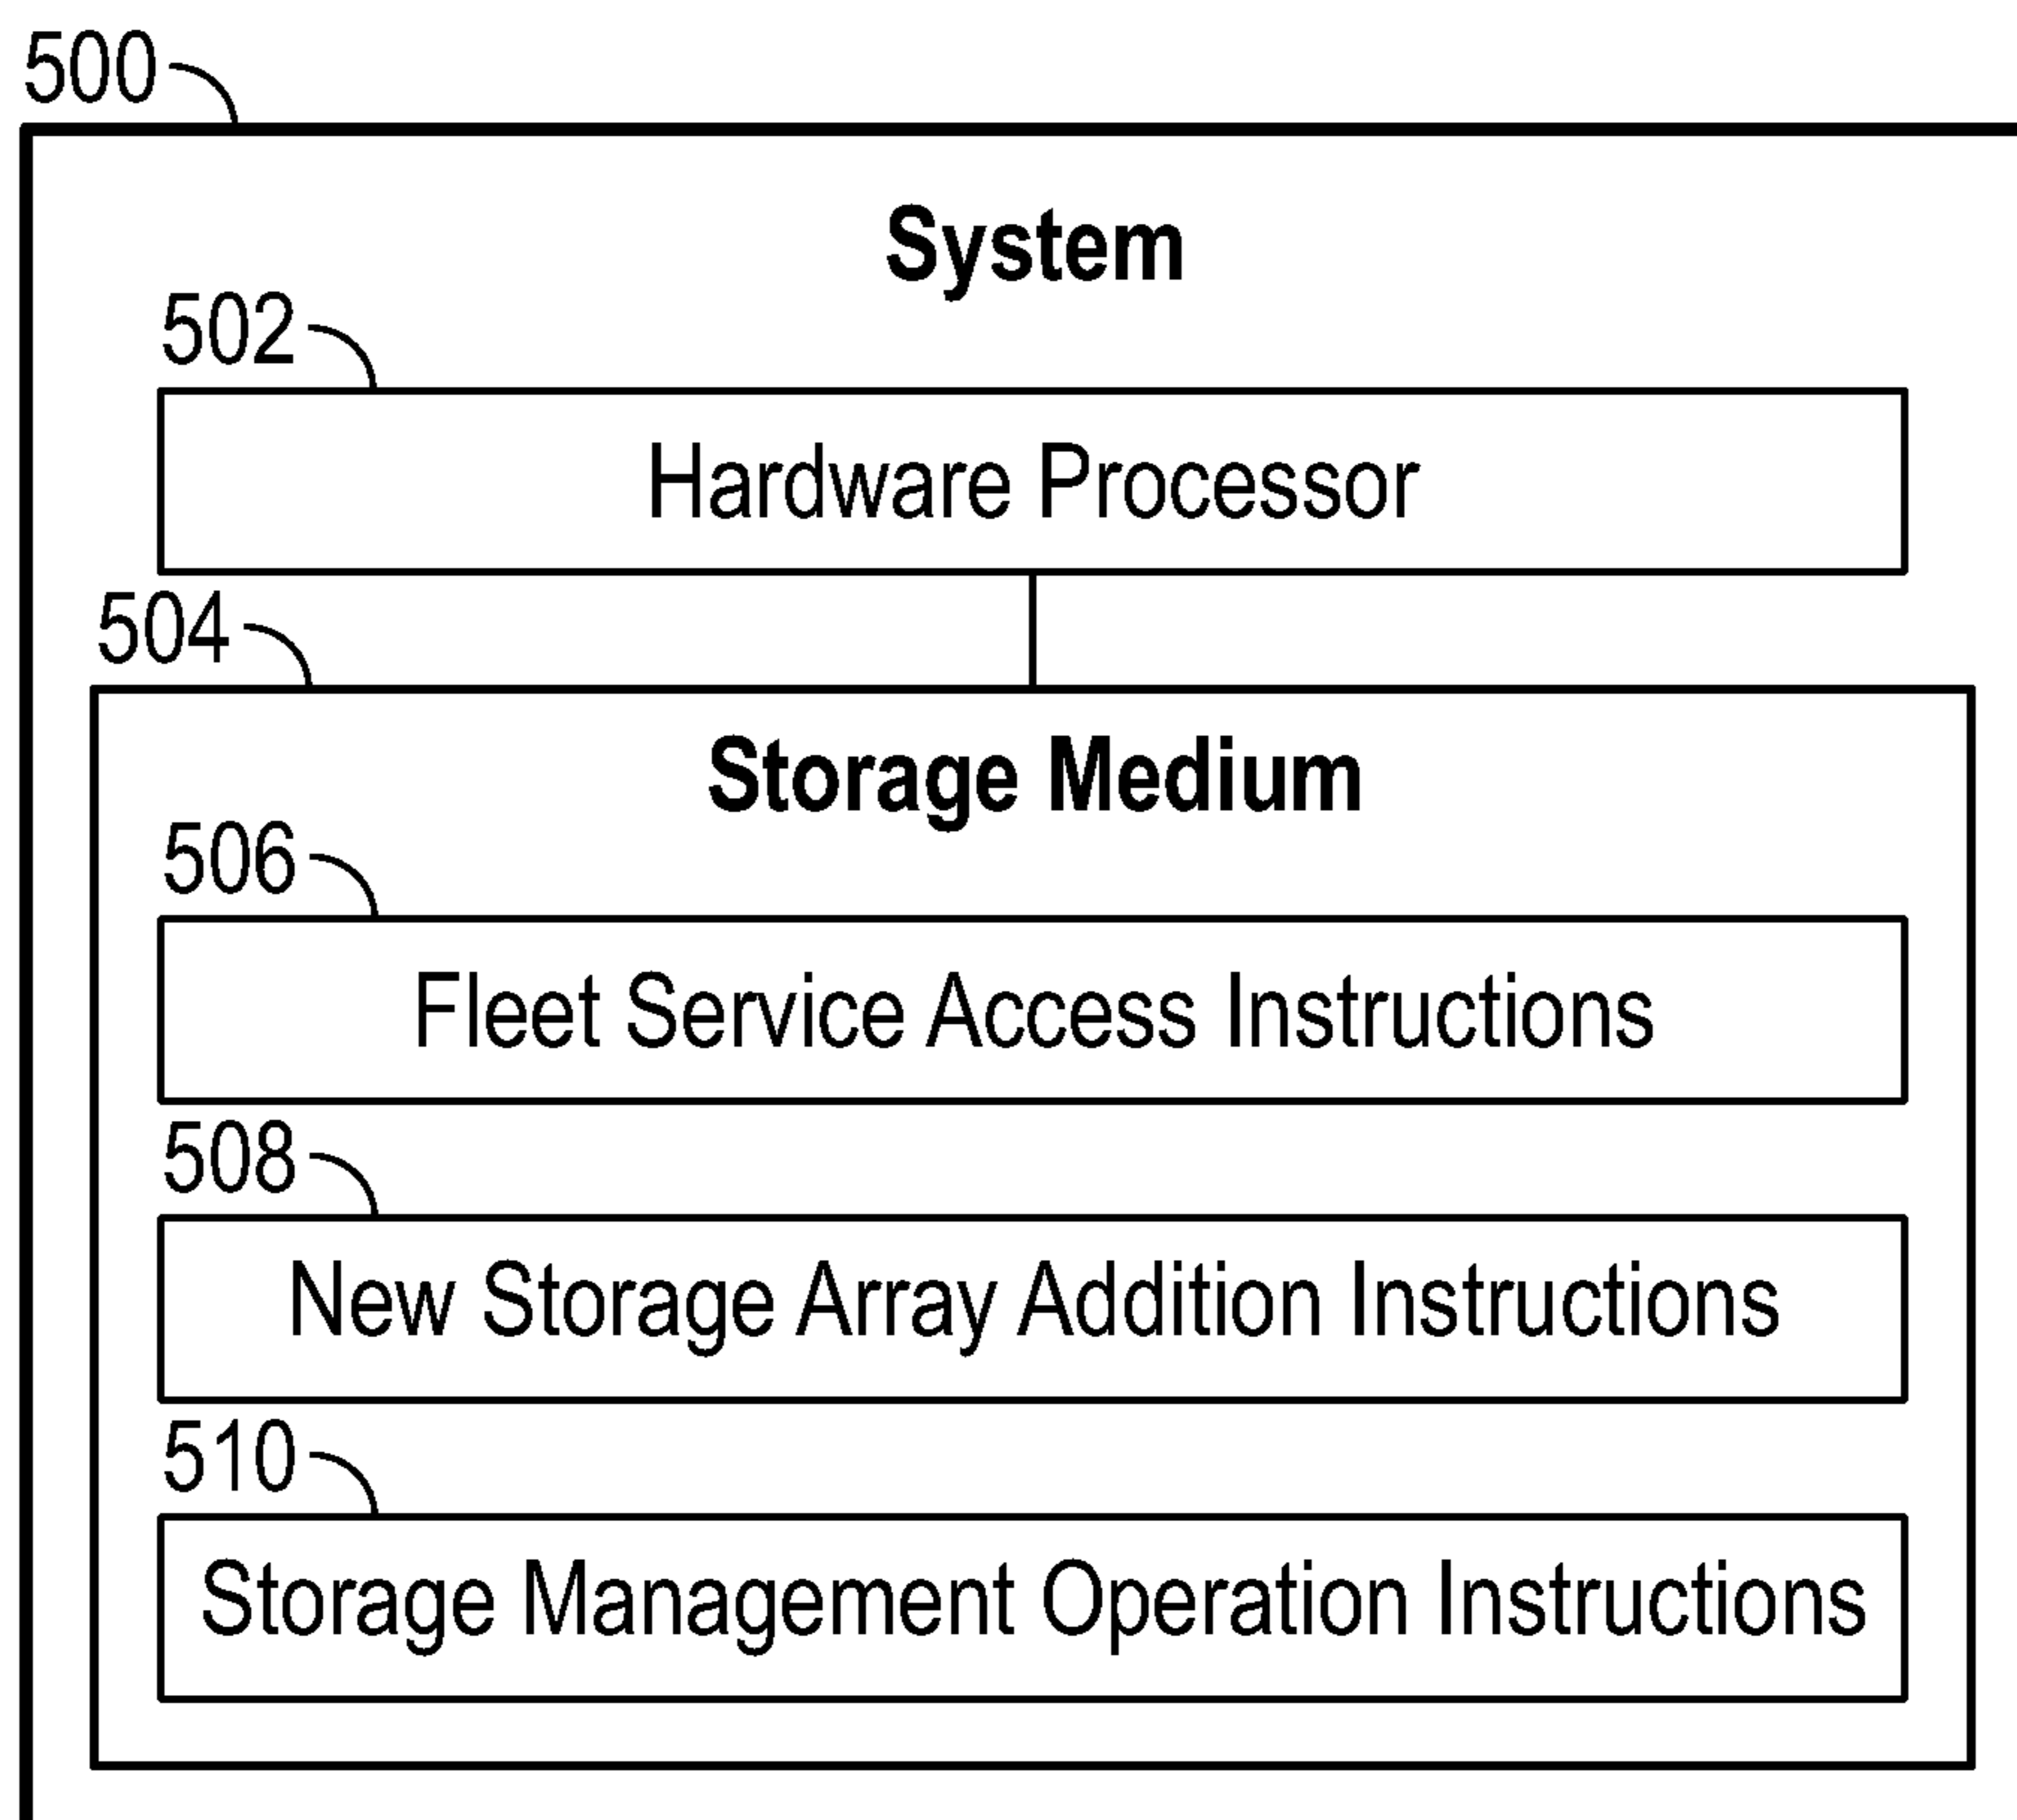 500
System
502
Hardware Processor
504
Storage Medium
506
Fleet Service Access Instructions
508
New Storage Array Addition Instructions
510
Storage Management Operation Instructions